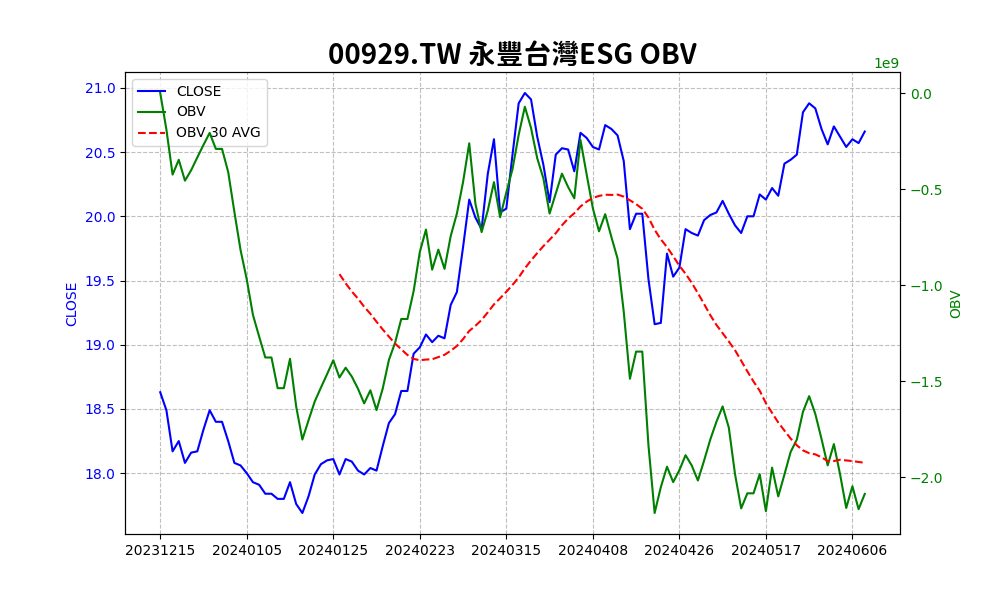 00929.TW 永豐台灣ESG OBV
1e9
CLOSE
OBV
OBV 30 AVG
21.0
20.5
20.0
19.5
19.0
18.5
18.0
CLOSE
0.0
−0.5
−1.0
−1.5
−2.0
OBV
20231215 20240105 20240125 20240223 20240315 20240408 20240426 20240517 20240606